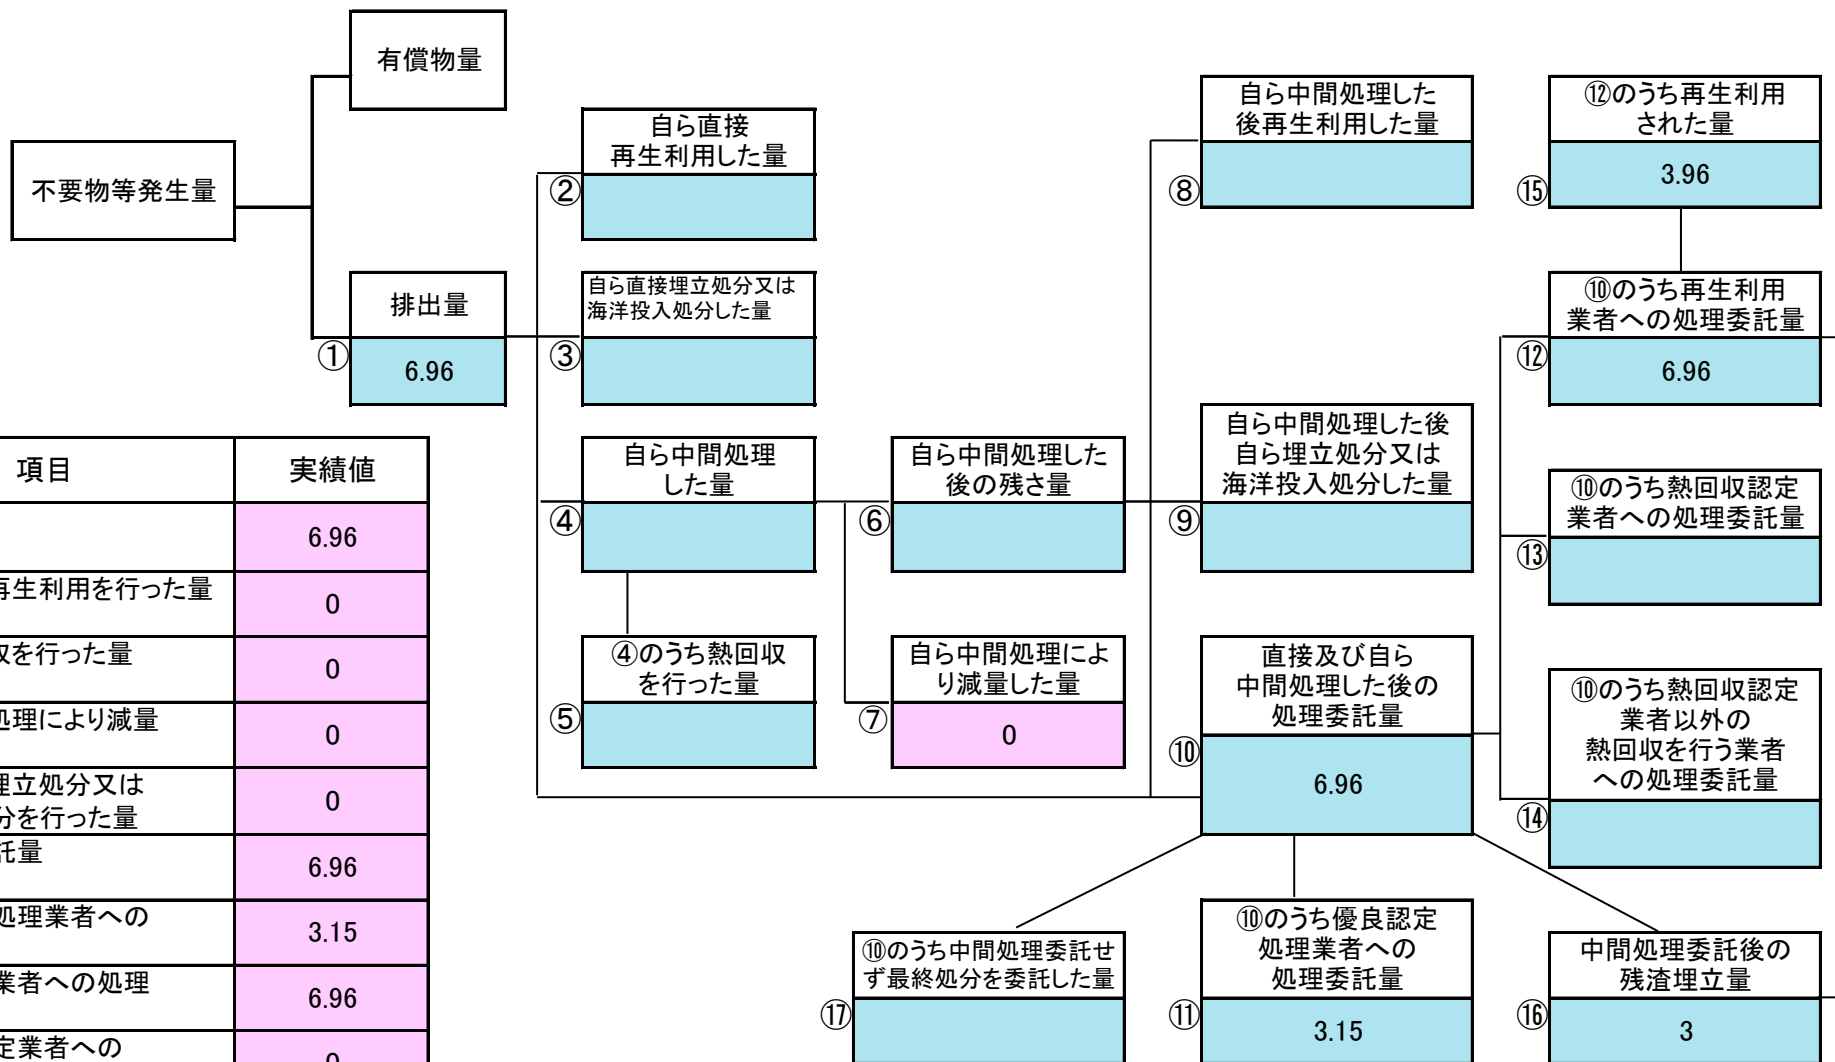 有償物量
不要物等発生量
排出量
①
6.96
自ら直接
再生利用した量
②
自ら直接埋立処分又は
海洋投入処分した量
③
自ら中間処理
した量
④
④のうち熱回収
を行った量
⑤
自ら中間処理した
後の残さ量
⑥
自ら中間処理によ
り減量した量
⑦
0
自ら中間処理した
後再生利用した量
⑧
自ら中間処理した後
自ら埋立処分又は
海洋投入処分した量
⑨
直接及び自ら
中間処理した後の
処理委託量
⑩
6.96
⑫のうち再生利用
された量
⑮
3.96
⑩のうち再生利用
業者への処理委託量
⑫
6.96
⑩のうち熱回収認定
業者への処理委託量
⑬
⑩のうち熱回収認定
業者以外の
熱回収を行う業者
への処理委託量
⑭
⑩のうち中間処理委託せ
ず最終処分を委託した量
⑰
⑩のうち優良認定
処理業者への
処理委託量
⑪
3.15
中間処理委託後の
残渣埋立量
⑯
3
項目 実績値
6.96
再生利用を行った量
0
を行った量
0
処理により減量
0
埋立処分又は
分を行った量
0
託量
6.96
処理業者への
3.15
業者への処理
6.96
定業者への
0